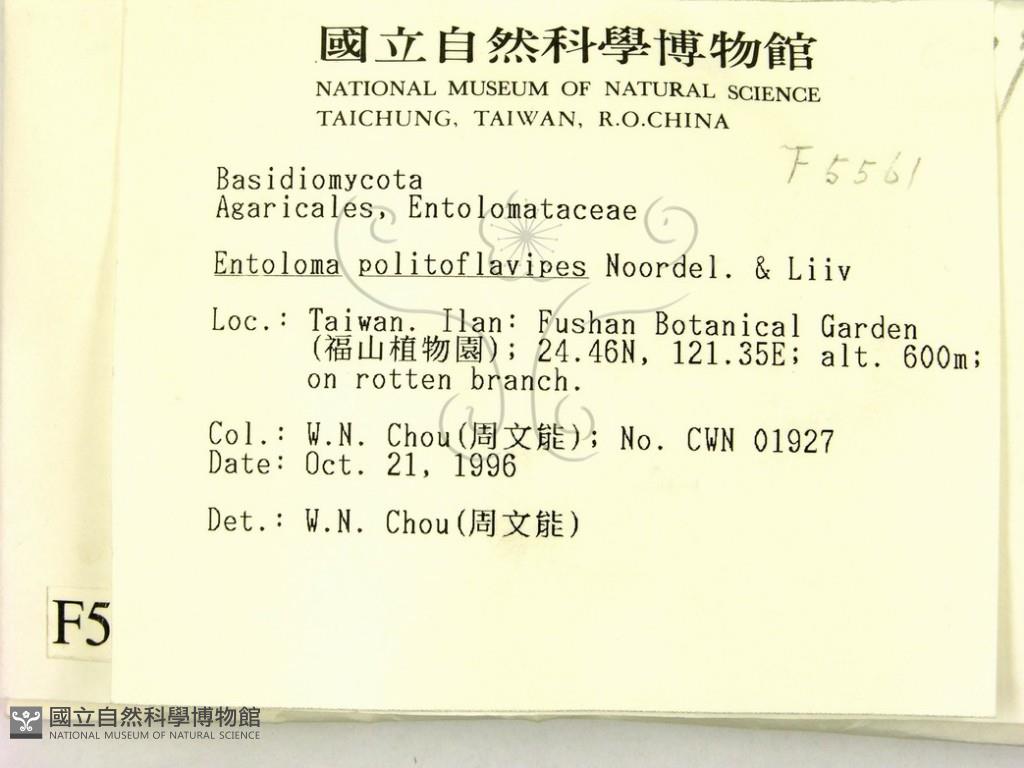 國立自然科學博物館
NATIONAL MUSEUM OF NATURAL SCIENCE
TAICHUNG, TAIWAN, R.O.CHINA
F5561
Basidiomycota
Agaricales, Entolomataceae
Entoloma politoflavipes Noordel. & Liiv
Loc.: Taiwan. Ilan: Fushan Botanical Garden
(福山植物園); 24.46N, 121.35E; alt. 600m;
on rotten branch.
Col.: W.N. Chou(周文能); No. CWN 01927
Date: Oct. 21, 1996
Det.: W.N. Chou(周文能)
F5
國立自然科學博物館
NATIONAL MUSEUM OF NATURAL SCIENCE